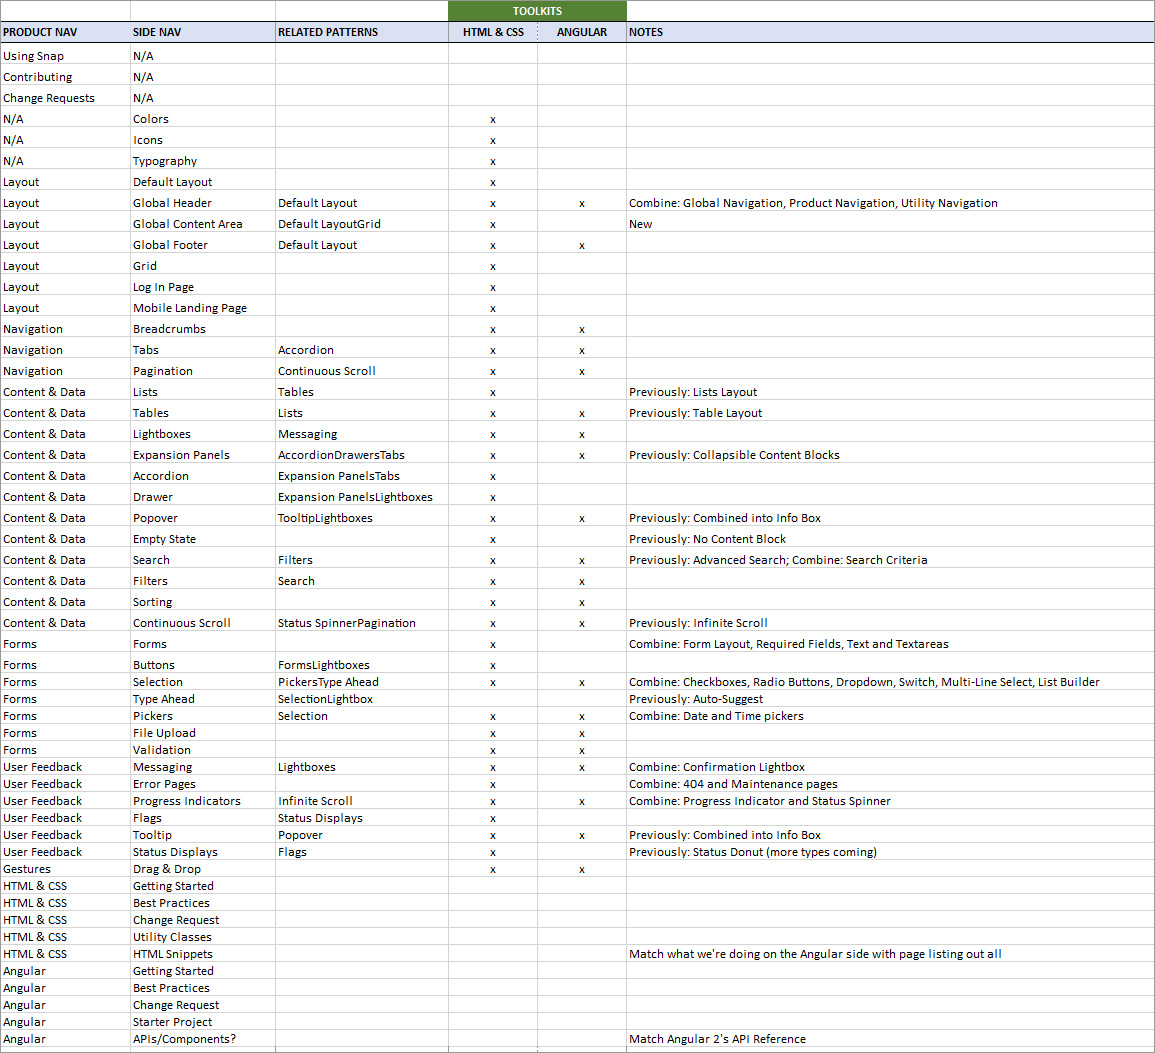 TOOLKITS
PRODUCT NAV SIDE NAV RELATED PATTERNS HTML & CSS ANGULAR NOTES
Using Snap N/A
Contributing N/A
Change Requests N/A
N/A Colors x
N/A Icons x
N/A Typography x
Layout Default Layout x
Layout Global Header Default Layout x x Combine: Global Navigation, Product Navigation, Utility Navigation
Layout Global Content Area Default LayoutGrid x New
Layout Global Footer Default Layout x x
Layout Grid x
Layout Log In Page x
Layout Mobile Landing Page x
Navigation Breadcrumbs x x
Navigation Tabs Accordion x x
Navigation Pagination Continuous Scroll x x
Content & Data Lists Tables x Previously: Lists Layout
Content & Data Tables Lists x x Previously: Table Layout
Content & Data Lightboxes Messaging x x
Content & Data Expansion Panels AccordionDrawersTabs x x Previously: Collapsible Content Blocks
Content & Data Accordion Expansion PanelsTabs x
Content & Data Drawer Expansion PanelsLightboxes x
Content & Data Popover TooltipLightboxes x x Previously: Combined into Info Box
Content & Data Empty State x Previously: No Content Block
Content & Data Search Filters x x Previously: Advanced Search; Combine: Search Criteria
Content & Data Filters Search x x
Content & Data Sorting x x
Content & Data Continuous Scroll Status SpinnerPagination x x Previously: Infinite Scroll
Forms Forms x Combine: Form Layout, Required Fields, Text and Textareas
Forms Buttons FormsLightboxes x
Forms Selection PickersType Ahead x x Combine: Checkboxes, Radio Buttons, Dropdown, Switch, Multi-Line Select, List Builder
Forms Type Ahead SelectionLightbox Previously: Auto-Suggest
Forms Pickers Selection x x Combine: Date and Time pickers
Forms File Upload x x
Forms Validation x x
User Feedback Messaging Lightboxes x x Combine: Confirmation Lightbox
User Feedback Error Pages x Combine: 404 and Maintenance pages
User Feedback Progress Indicators Infinite Scroll x x Combine: Progress Indicator and Status Spinner
User Feedback Flags Status Displays x
User Feedback Tooltip Popover x x Previously: Combined into Info Box
User Feedback Status Displays Flags x Previously: Status Donut (more types coming)
Gestures Drag & Drop x x
HTML & CSS Getting Started
HTML & CSS Best Practices
HTML & CSS Change Request
HTML & CSS Utility Classes
HTML & CSS HTML Snippets Match what we're doing on the Angular side with page listing out all
Angular Getting Started
Angular Best Practices
Angular Change Request
Angular Starter Project
Angular APIs/Components? Match Angular 2's API Reference